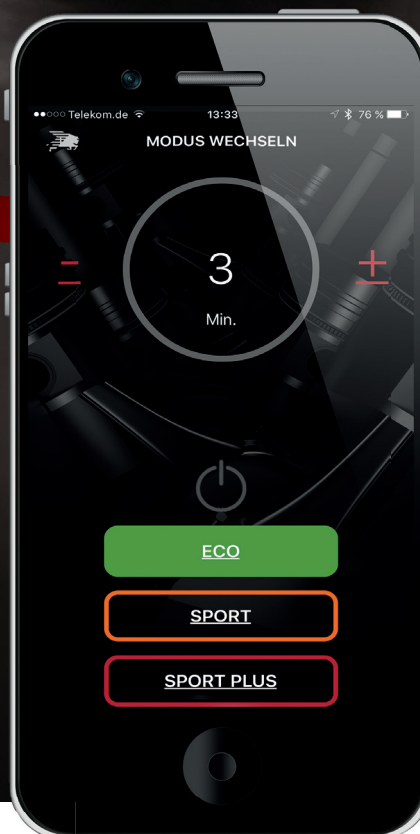 Telekom.de 13:33 76 %
MODUS WECHSELN
– 3 +
Min.
ECO
SPORT
SPORT PLUS